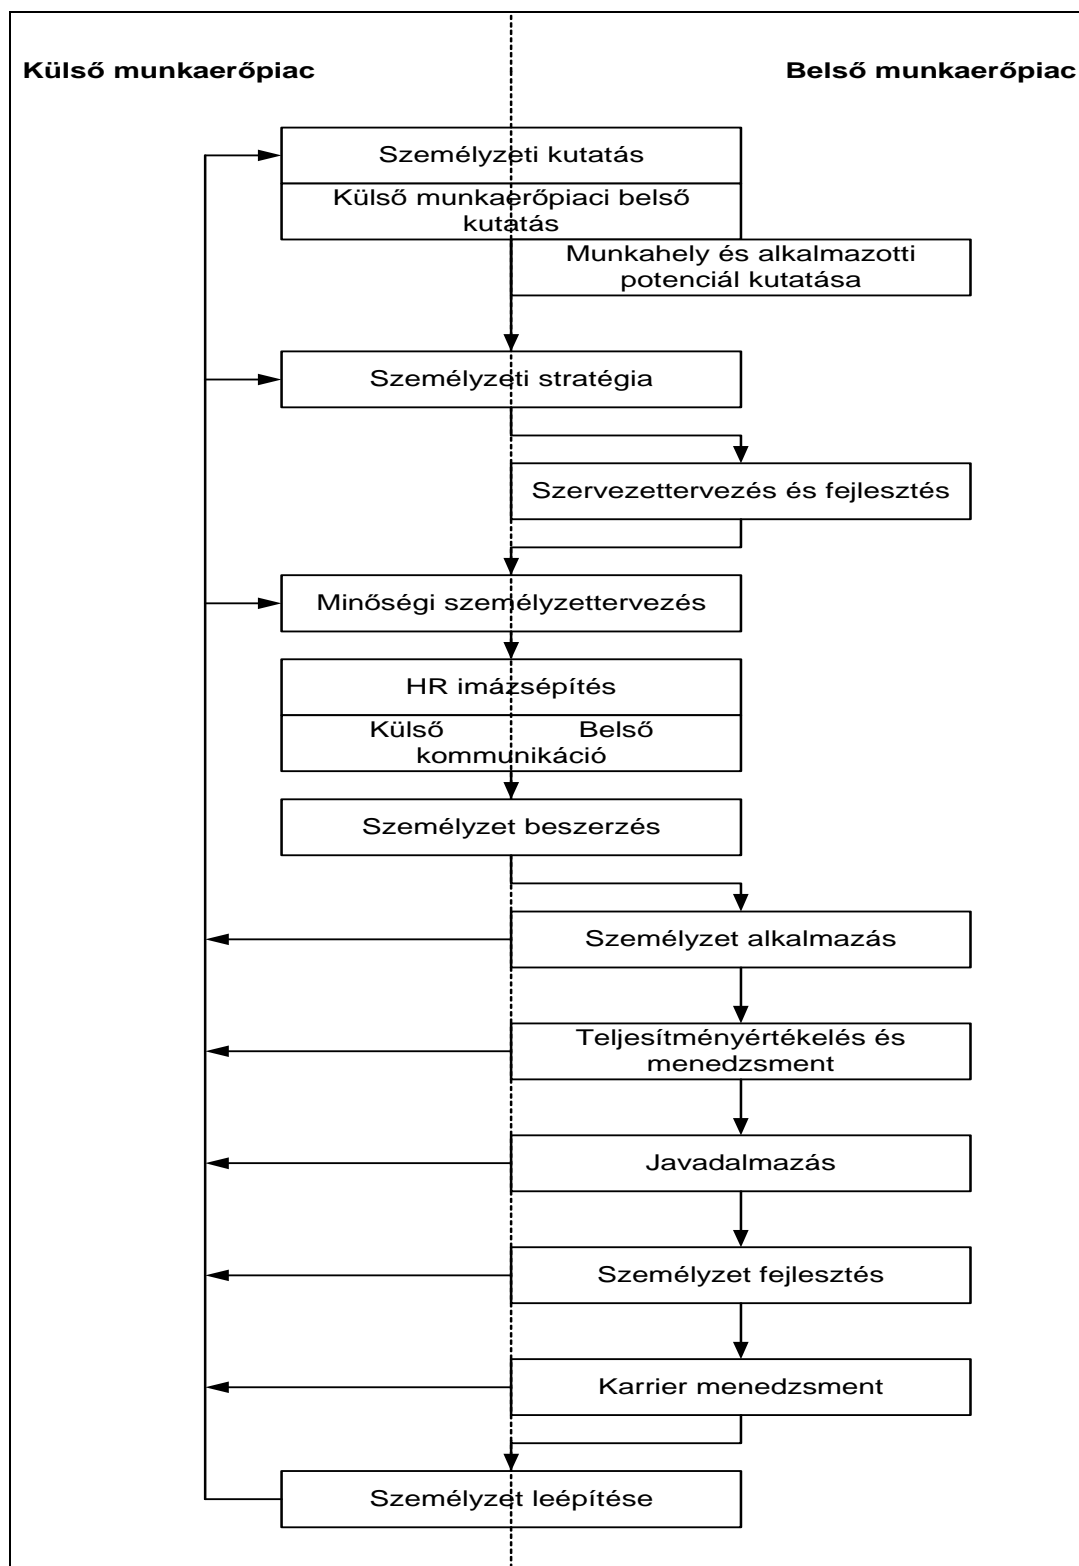 Külső munkaerőpiac
Belső munkaerőpiac
Személyzeti kutatás
Külső munkaerőpiaci belső
kutatás
Munkahely és alkalmazotti
potenciál kutatása
Személyzeti stratégia
Szervezettervezés és fejlesztés
Minőségi személyzettervezés
HR imázsépítés
Külső Belső
kommunikáció
Személyzet beszerzés
Személyzet alkalmazás
Teljesítményértékelés és
menedzsment
Javadalmazás
Személyzet fejlesztés
Karrier menedzsment
Személyzet leépítése